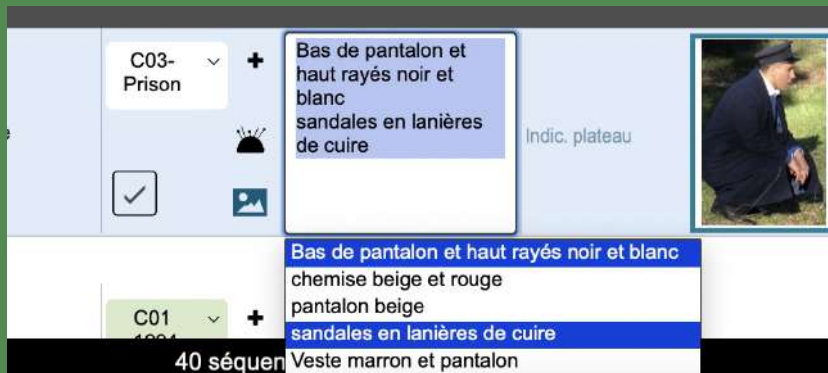 C03-
Prison
Bas de pantalon et
haut rayés noir et
blanc
sandales en lanières
de cuire
Indic. plateau
Bas de pantalon et haut rayés noir et blanc
chemise beige et rouge
pantalon beige
sandales en lanières de cuire
Veste marron et pantalon
C01
40 séquen